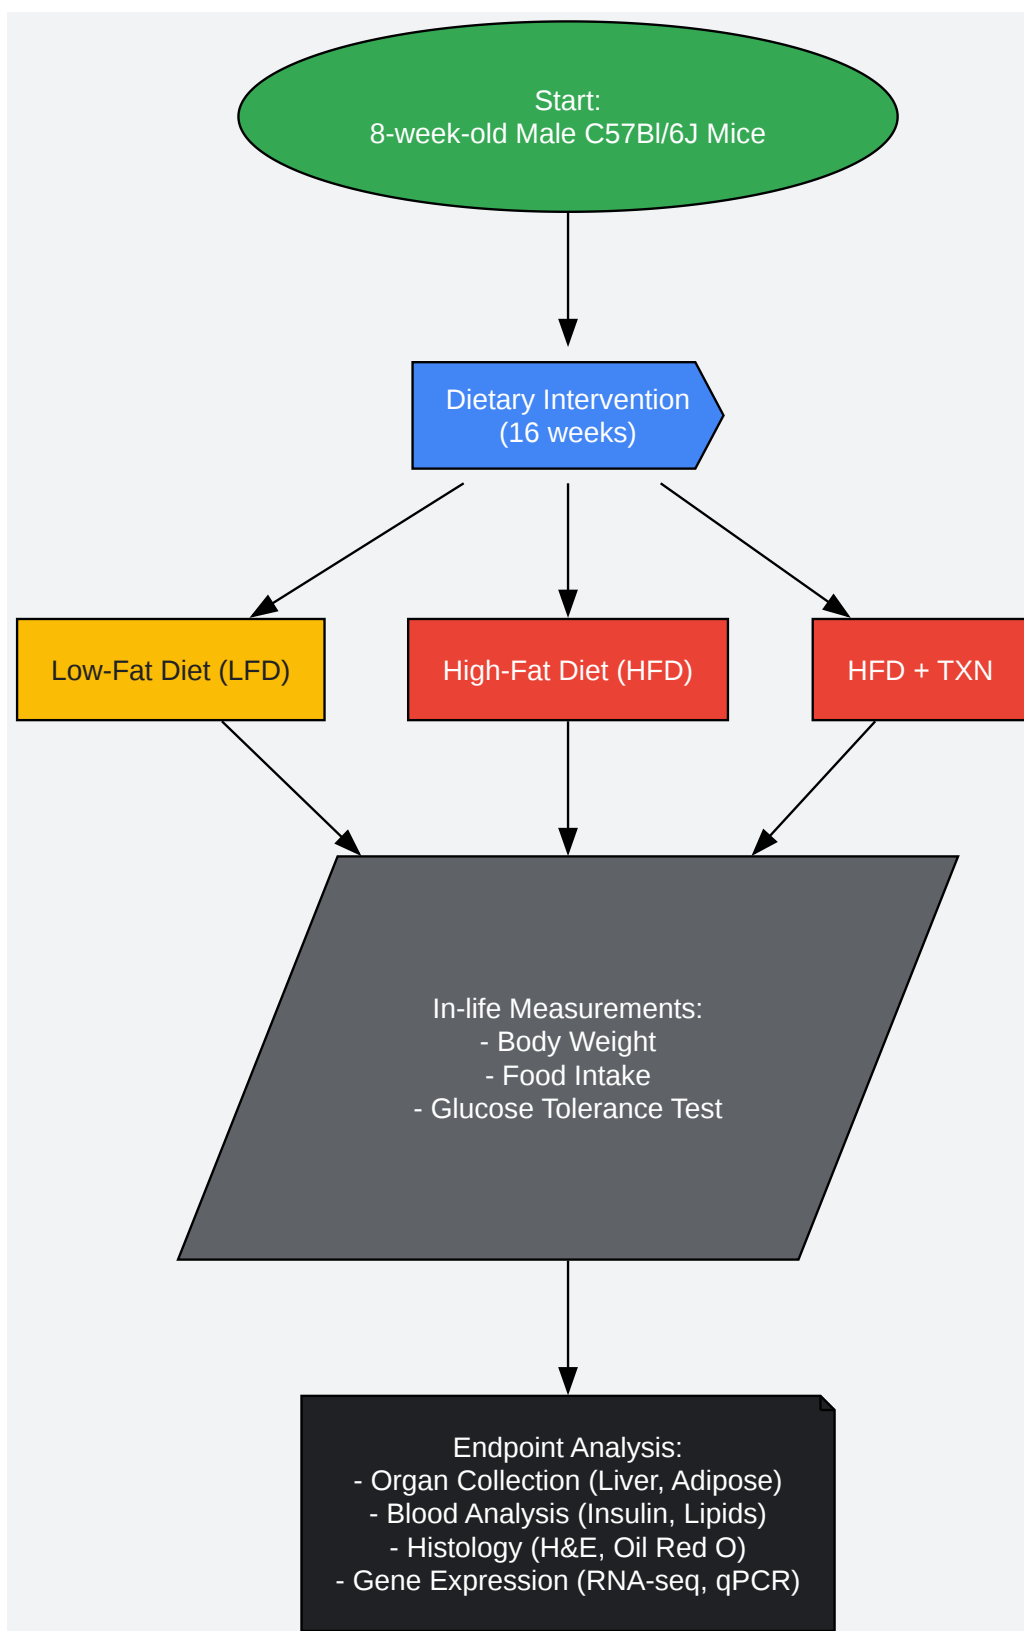 Start:
8-week-old Male C57Bl/6J Mice
Dietary Intervention
(16 weeks)
Low-Fat Diet (LFD)
High-Fat Diet (HFD)
HFD + TXN
In-life Measurements:
- Body Weight
- Food Intake
- Glucose Tolerance Test
Endpoint Analysis:
- Organ Collection (Liver, Adipose)
- Blood Analysis (Insulin, Lipids)
- Histology (H&E, Oil Red O)
- Gene Expression (RNA-seq, qPCR)